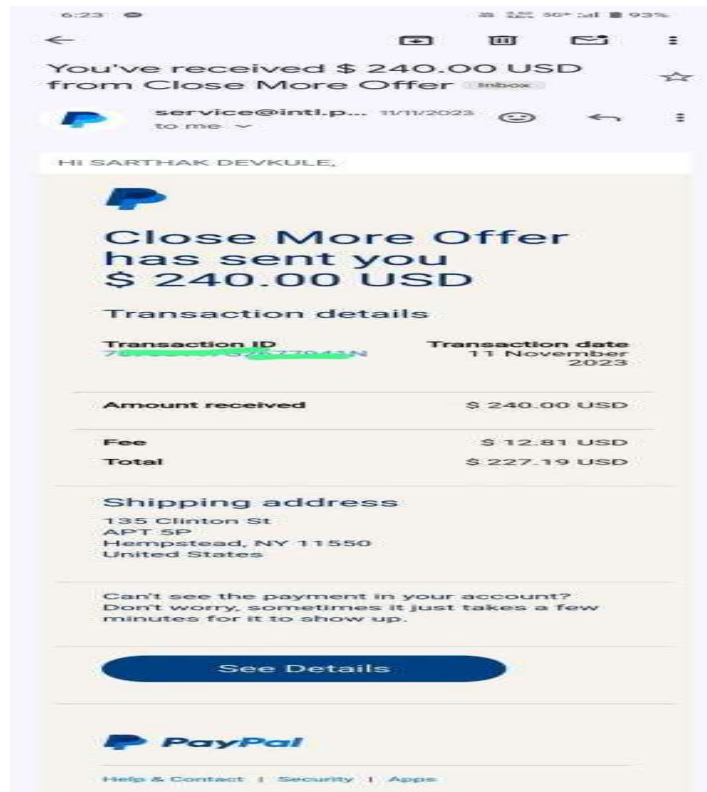 6:23
93%
You've received $ 240.00 USD
from Close More Offer Inbox
service@intl.p... 11/11/2023
to me
Hi SARTHAK DEVKULE,
Close More Offer
has sent you
$ 240.00 USD
Transaction details
Transaction ID Transaction date
11 November
2023
Amount received $ 240.00 USD
Fee $ 12.81 USD
Total $ 227.19 USD
Shipping address
135 Clinton St
APT 5P
Hempstead, NY 11550
United States
Can't see the payment in your account?
Don't worry, sometimes it just takes a few
minutes for it to show up.
See Details
PayPal
Help & Contact | Security | Apps